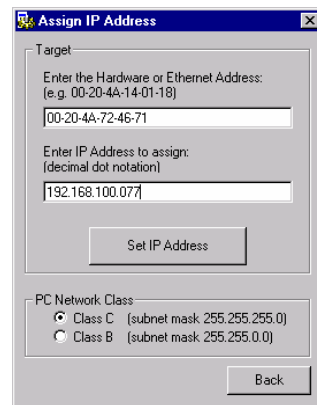 Assign IP Address
Target
Enter the Hardware or Ethernet Address:
(e.g. 00-20-4A-14-01-18)
00-20-4A-72-46-71
Enter IP Address to assign:
(decimal dot notation)
192.168.100.077
Set IP Address
PC Network Class
Class C (subnet mask 255.255.255.0)
Class B (subnet mask 255.255.0.0)
Back